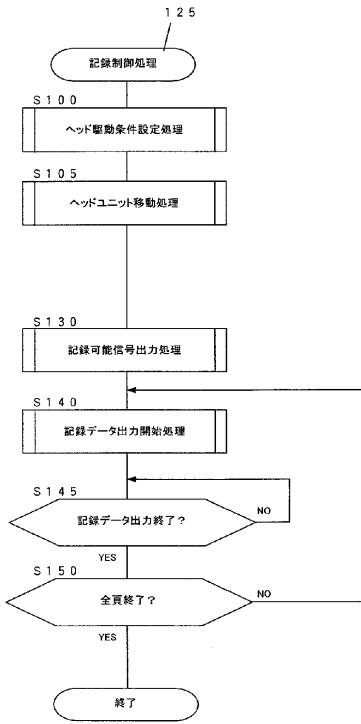 125
記録制御処理
S100
ヘッド駆動条件設定処理
S105
ヘッドユニット移動処理
S130
記録可能信号出力処理
S140
記録データ出力開始処理
S145
記録データ出力終了？
NO
YES
S150
全頁終了？
NO
YES
終了